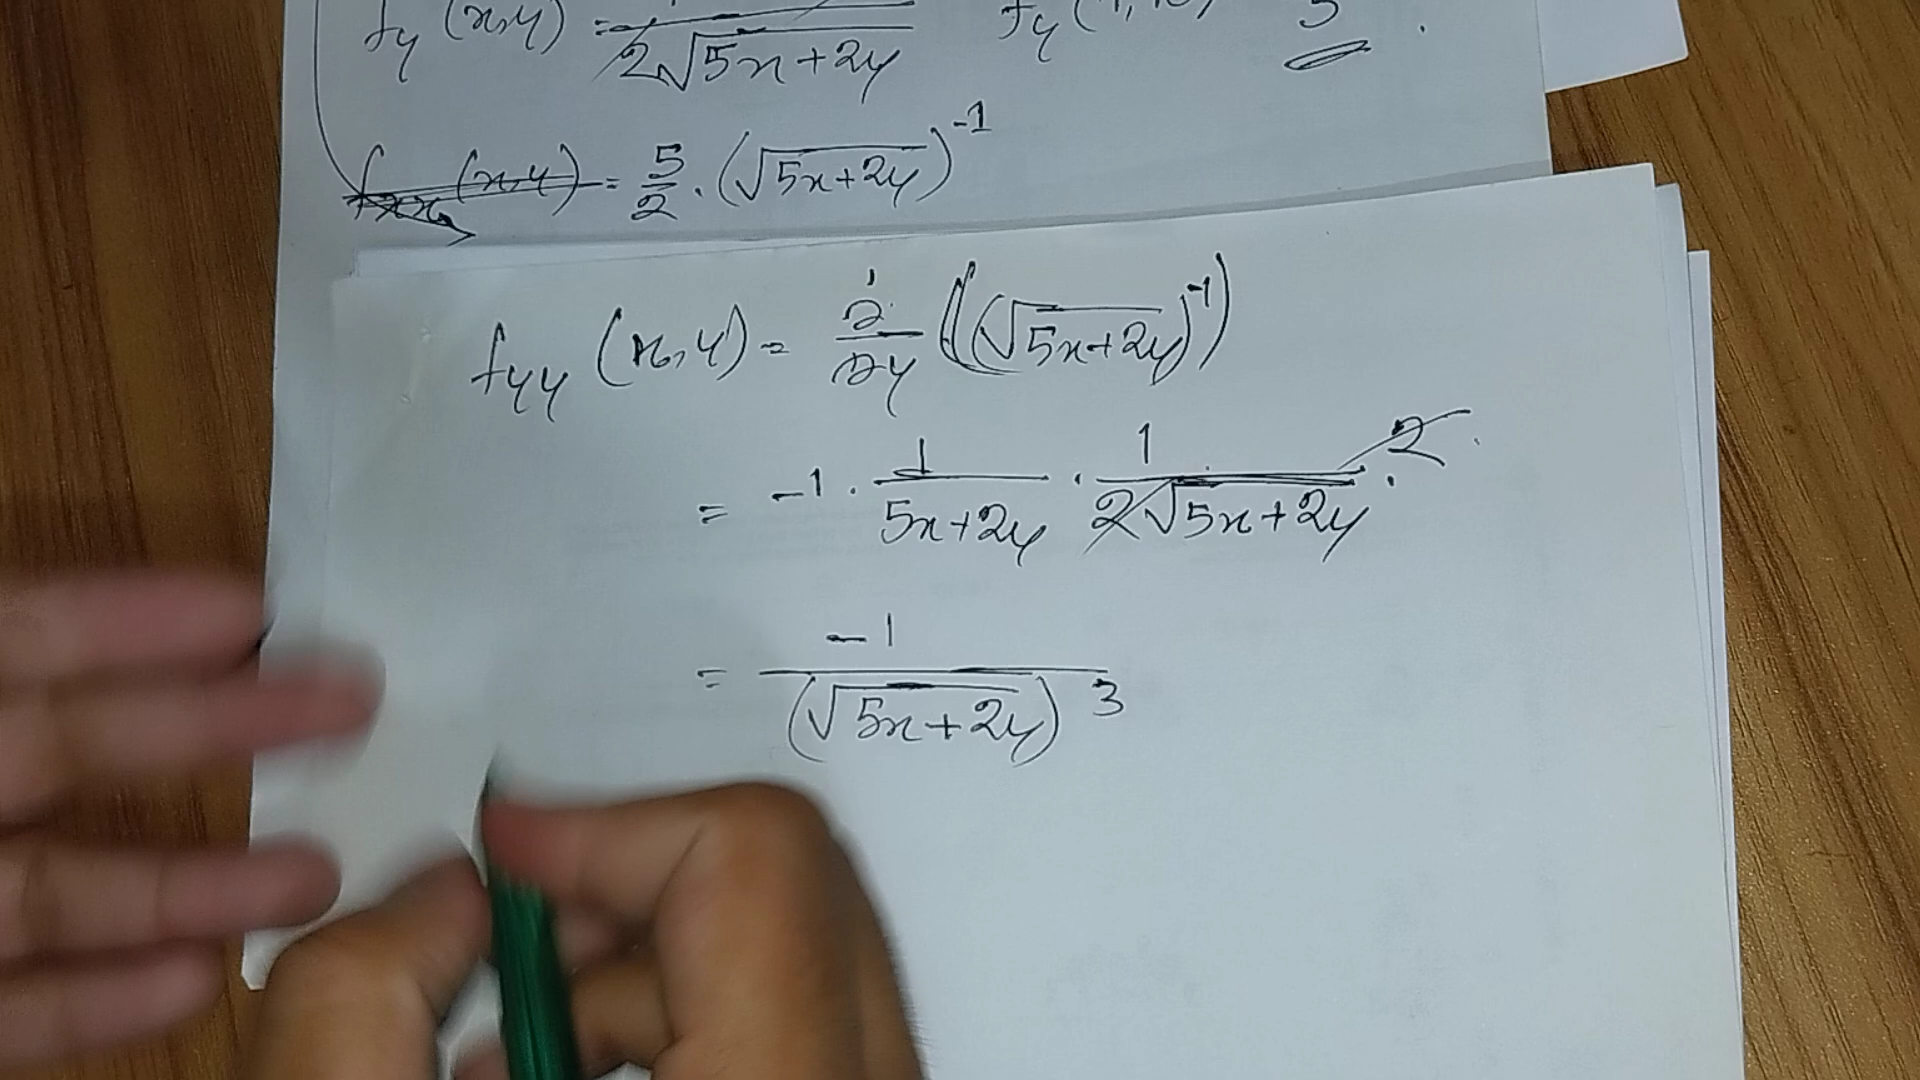 fy (x,y) = 2√5x+2y
fxx (x,y) = 5/2 . (√5x+2y)^-1
fyy (x,y) = ∂/∂y ((√5x+2y)^-1)
= -1 . 1/5x+2y . 1/2√5x+2y . 2
= -1/(√5x+2y)^3